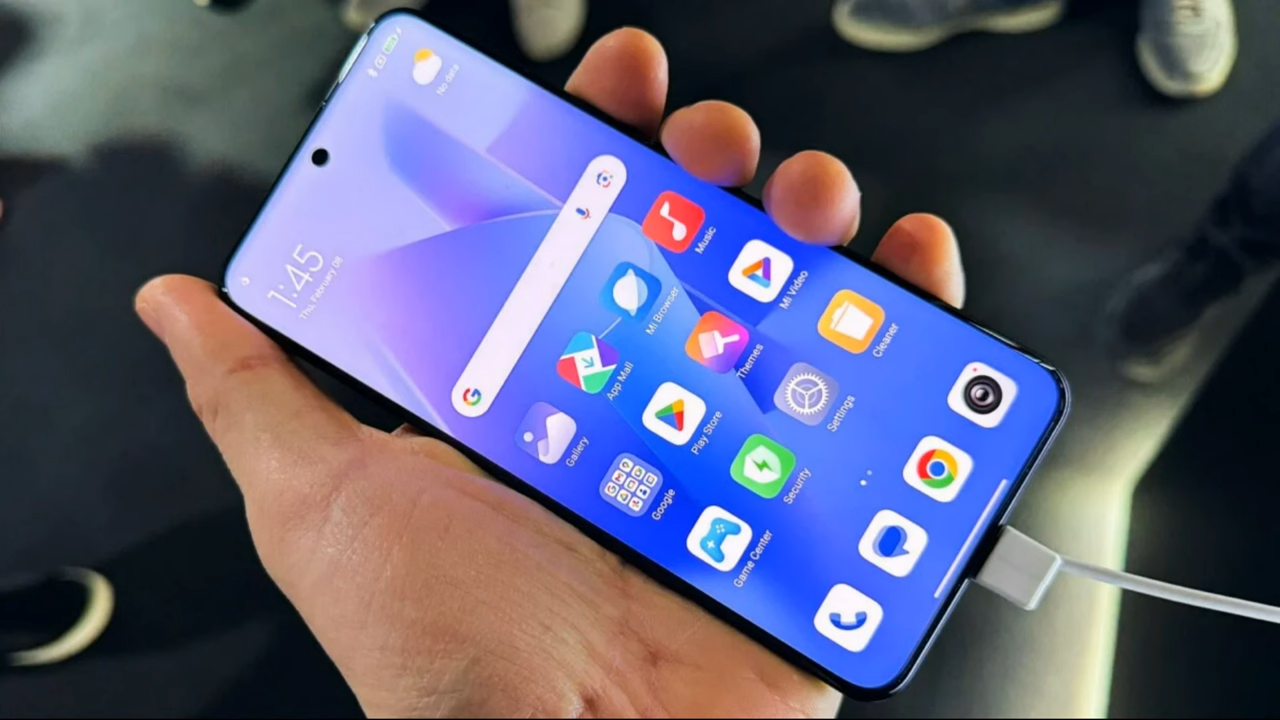 No data
1:45
Thu, February 08
Gallery
App Mall
Mi Browser
Music
Google
Play Store
Themes
Mi Video
Game Center
Security
Settings
Cleaner